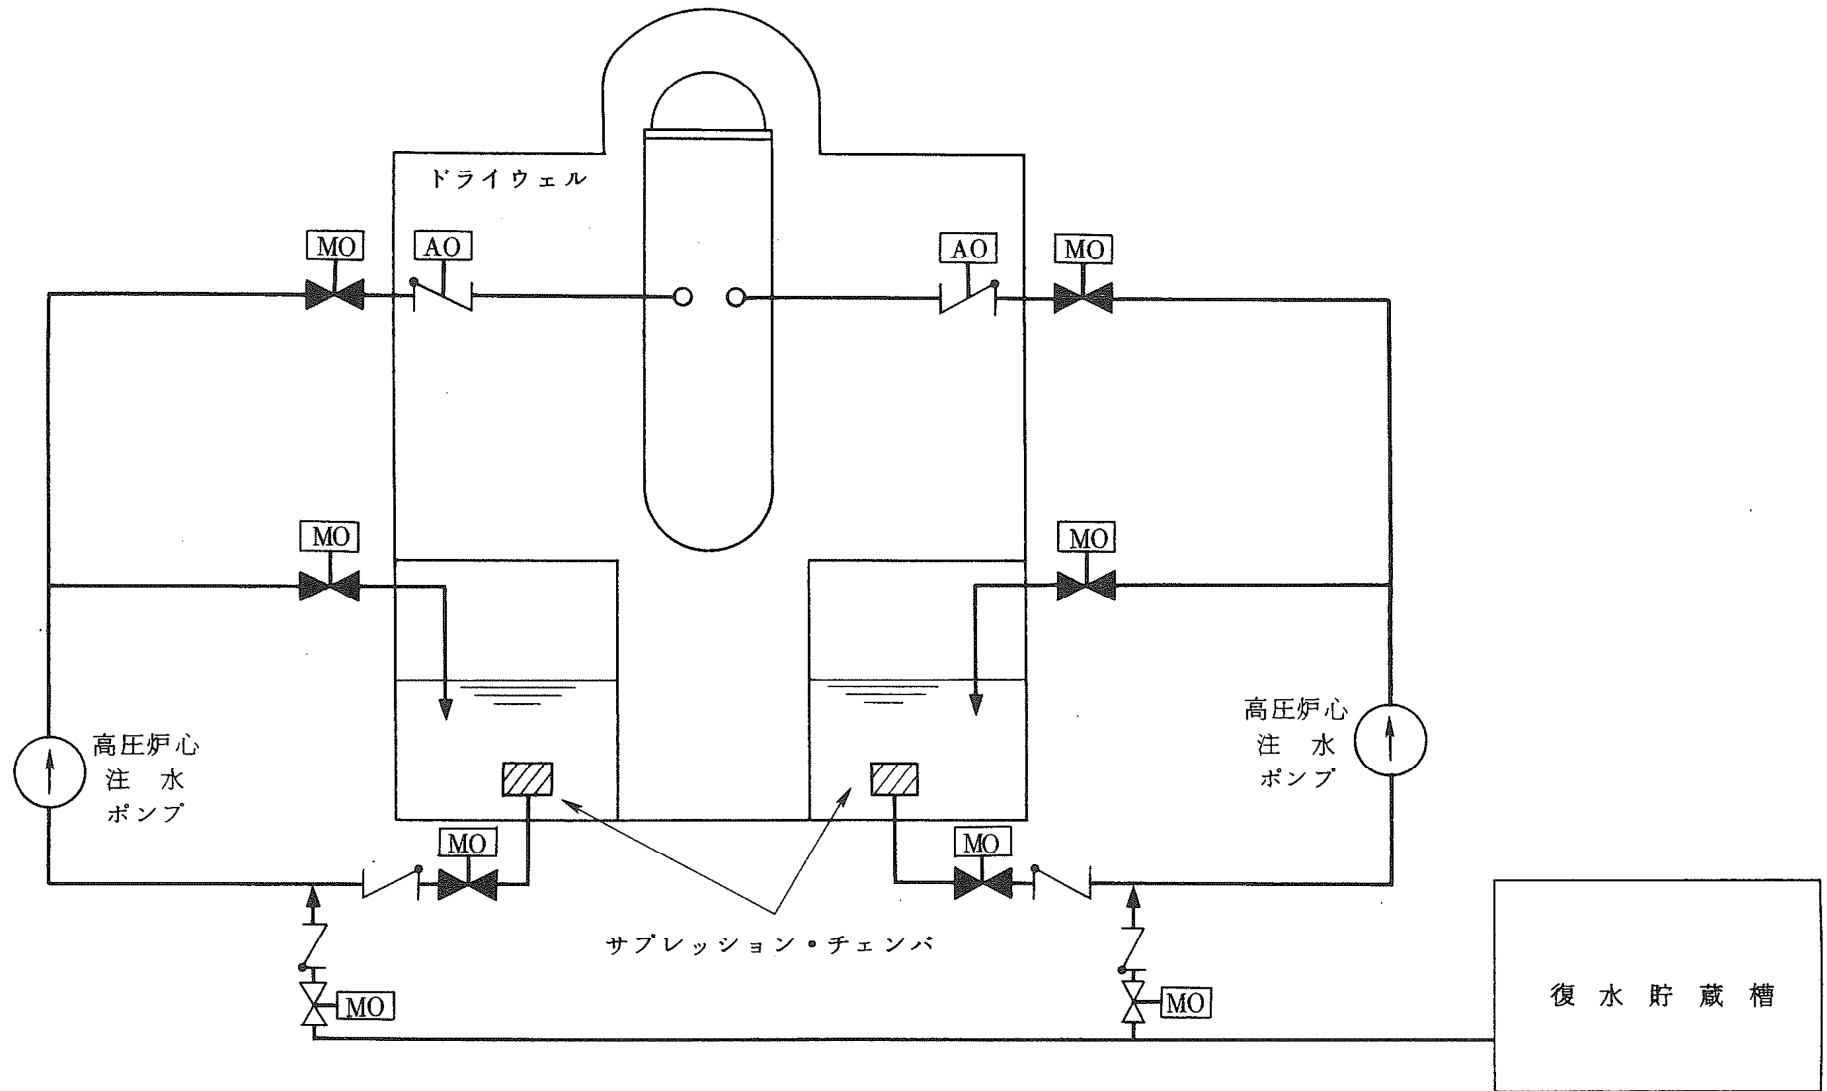 ドライウェル
MO
AO
AO
MO
MO
MO
高圧炉心
注 水
ポンプ
高圧炉心
注 水
ポンプ
MO
MO
サプレッション・チェンバ
MO
MO
復 水 貯 蔵 槽